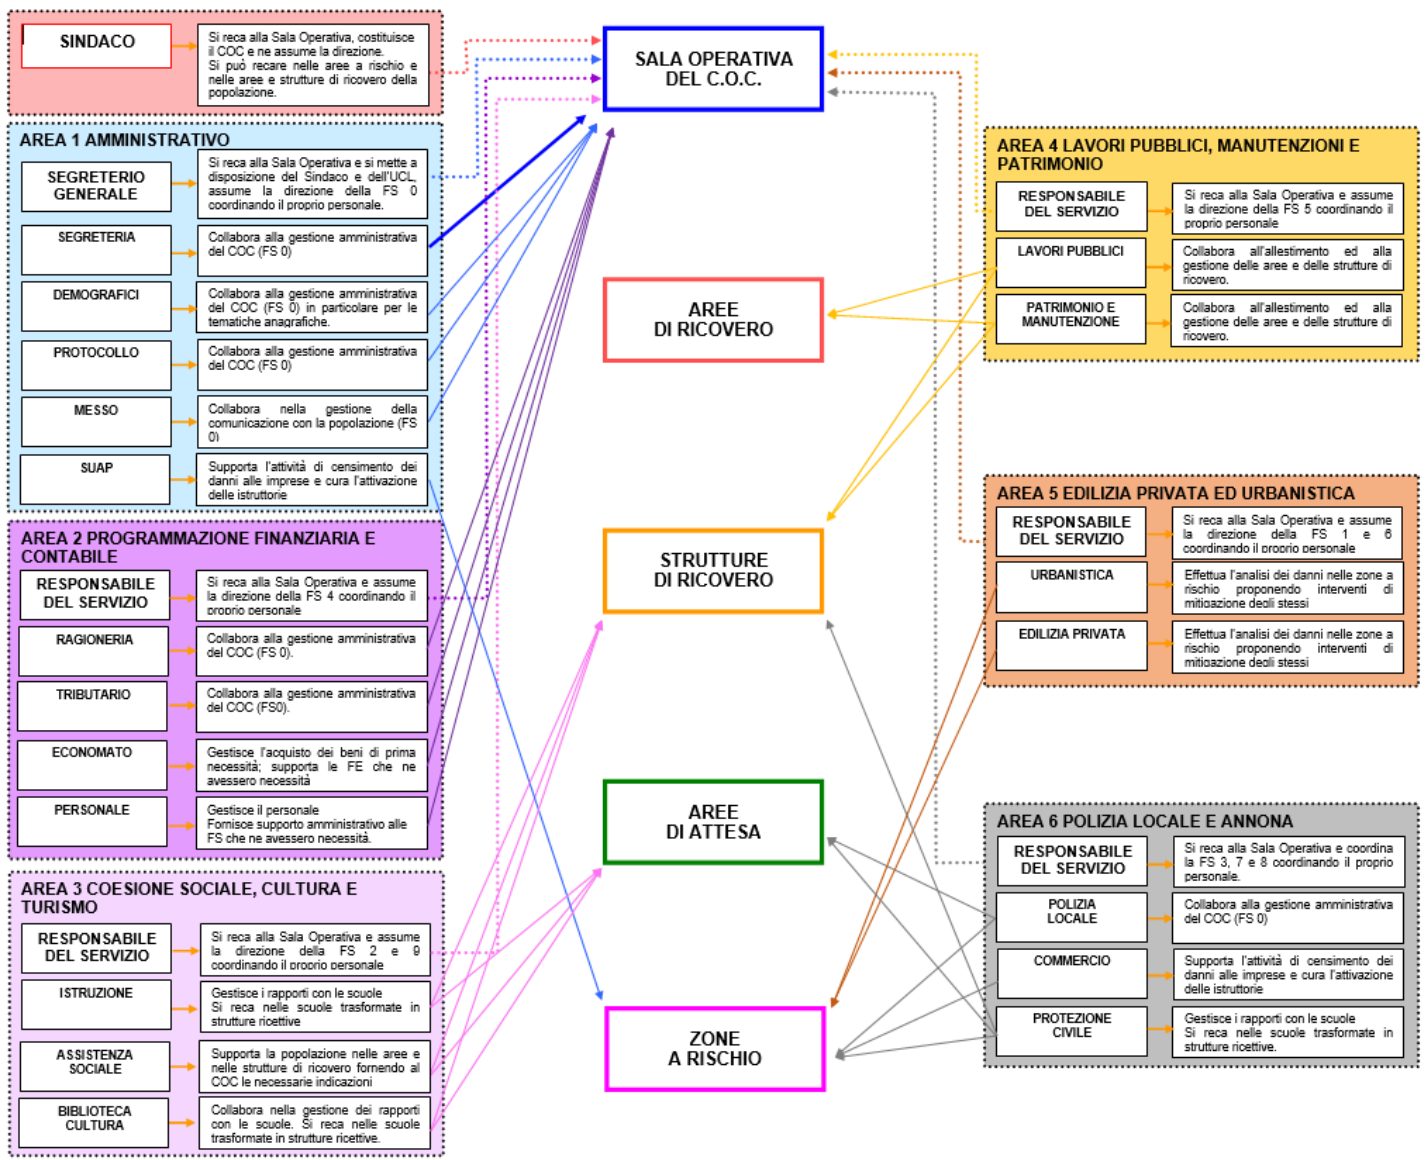 SINDACO
Si reca alla Sala Operativa, costituisce
il COC e ne assume la direzione.
Si può recare nelle aree a rischio e
nelle aree e strutture di ricovero della
popolazione.
AREA 1 AMMINISTRATIVO
SEGRETERIO
GENERALE
Si reca alla Sala Operativa e si mette a
disposizione del Sindaco e dell'UCL,
assume la direzione della FS 0
coordinando il proprio personale.
SEGRETERIA
Collabora alla gestione amministrativa
del COC (FS 0)
DEMOGRAFICI
Collabora alla gestione amministrativa
del COC (FS 0) in particolare per le
tematiche anagrafiche.
PROTOCOLLO
Collabora alla gestione amministrativa
del COC (FS 0)
MESSO
Collabora nella gestione della
comunicazione con la popolazione (FS
0)
SUAP
Supporta l'attività di censimento dei
danni alle imprese e cura l'attivazione
delle istruttorie
AREA 2 PROGRAMMAZIONE FINANZIARIA E
CONTABILE
RESPONSABILE
DEL SERVIZIO
Si reca alla Sala Operativa e assume
la direzione della FS 4 coordinando il
proprio personale
RAGIONERIA
Collabora alla gestione amministrativa
del COC (FS 0).
TRIBUTARIO
Collabora alla gestione amministrativa
del COC (FS0).
ECONOMATO
Gestisce l'acquisto dei beni di prima
necessità; supporta le FE che ne
avessero necessità
PERSONALE
Gestisce il personale
Fornisce supporto amministrativo alle
FS che ne avessero necessità.
AREA 3 COESIONE SOCIALE, CULTURA E
TURISMO
RESPONSABILE
DEL SERVIZIO
Si reca alla Sala Operativa e assume
la direzione della FS 2 e 9
coordinando il proprio personale
ISTRUZIONE
Gestisce i rapporti con le scuole
Si reca nelle scuole trasformate in
strutture ricettive
ASSISTENZA
SOCIALE
Supporta la popolazione nelle aree e
nelle strutture di ricovero fornendo al
COC le necessarie indicazioni
BIBLIOTECA
CULTURA
Collabora nella gestione dei rapporti
con le scuole. Si reca nelle scuole
trasformate in strutture ricettive.
SALA OPERATIVA
DEL C.O.C.
AREE
DI RICOVERO
STRUTTURE
DI RICOVERO
AREE
DI ATTESA
ZONE
A RISCHIO
AREA 4 LAVORI PUBBLICI, MANUTENZIONI E
PATRIMONIO
RESPONSABILE
DEL SERVIZIO
Si reca alla Sala Operativa e assume
la direzione della FS 5 coordinando il
proprio personale
LAVORI PUBBLICI
Collabora all'allestimento ed alla
gestione delle aree e delle strutture di
ricovero.
PATRIMONIO E
MANUTENZIONE
Collabora all'allestimento ed alla
gestione delle aree e delle strutture di
ricovero.
AREA 5 EDILIZIA PRIVATA ED URBANISTICA
RESPONSABILE
DEL SERVIZIO
Si reca alla Sala Operativa e assume
la direzione della FS 1 e 6
coordinando il proprio personale
URBANISTICA
Effettua l'analisi dei danni nelle zone a
rischio proponendo interventi di
mitigazione degli stessi
EDILIZIA PRIVATA
Effettua l'analisi dei danni nelle zone a
rischio proponendo interventi di
mitigazione degli stessi
AREA 6 POLIZIA LOCALE E ANNONA
RESPONSABILE
DEL SERVIZIO
Si reca alla Sala Operativa e coordina
la FS 3, 7 e 8 coordinando il proprio
personale.
POLIZIA
LOCALE
Collabora alla gestione amministrativa
del COC (FS 0)
COMMERCIO
Supporta l'attività di censimento dei
danni alle imprese e cura l'attivazione
delle istruttorie
PROTEZIONE
CIVILE
Gestisce i rapporti con le scuole
Si reca nelle scuole trasformate in
strutture ricettive.